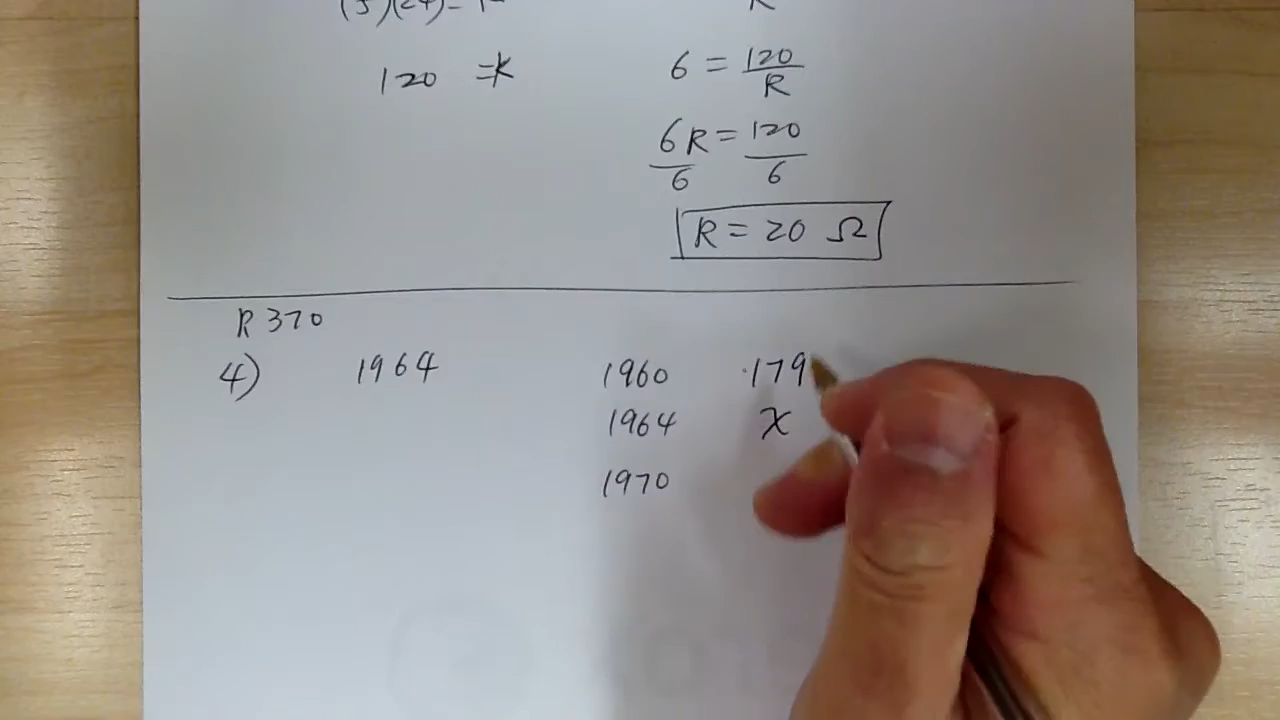 120 =k
6 = 120/R
6R/6 = 120/6
R = 20 Ω
R 370
4) 1964 1960 .179
1964 x
1970